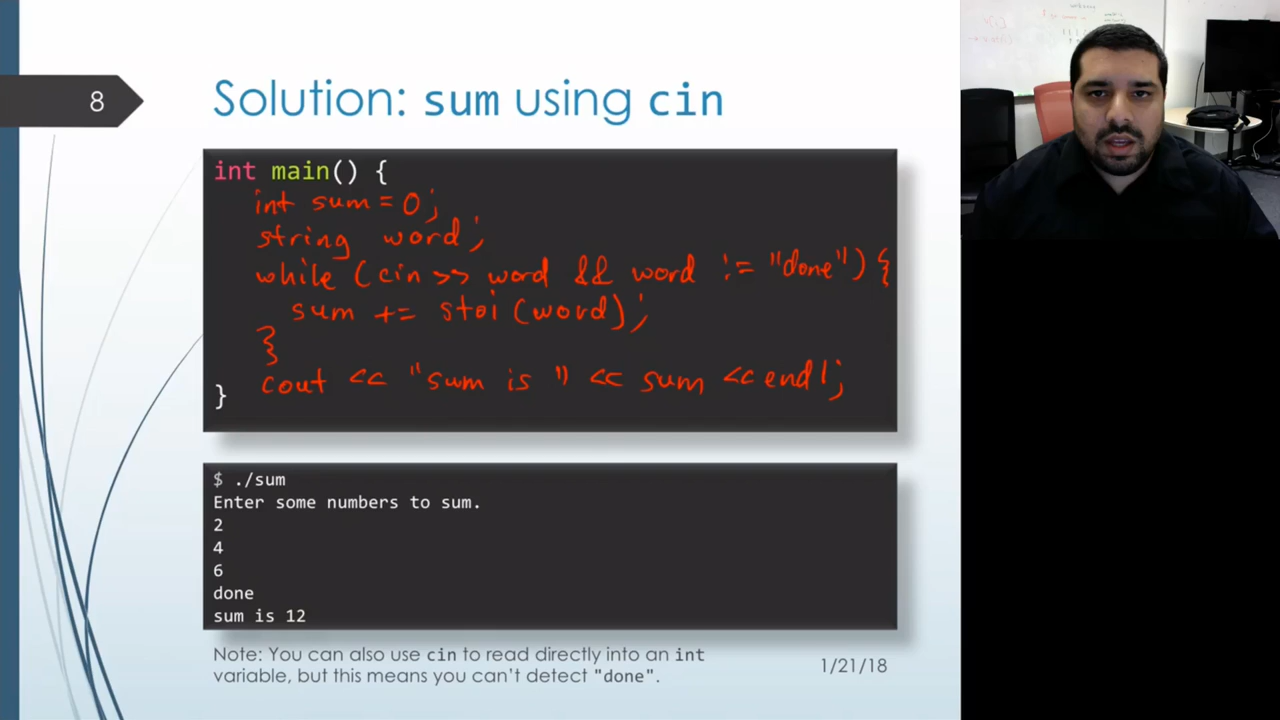 8
Solution: sum using cin
int main() {
int sum = 0;
string word;
while (cin >> word && word != "done") {
sum += stoi (word);
}
cout << "sum is " << sum << endl;
}
$ ./sum
Enter some numbers to sum.
2
4
6
done
sum is 12
Note: You can also use cin to read directly into an int
variable, but this means you can't detect "done".
1/21/18